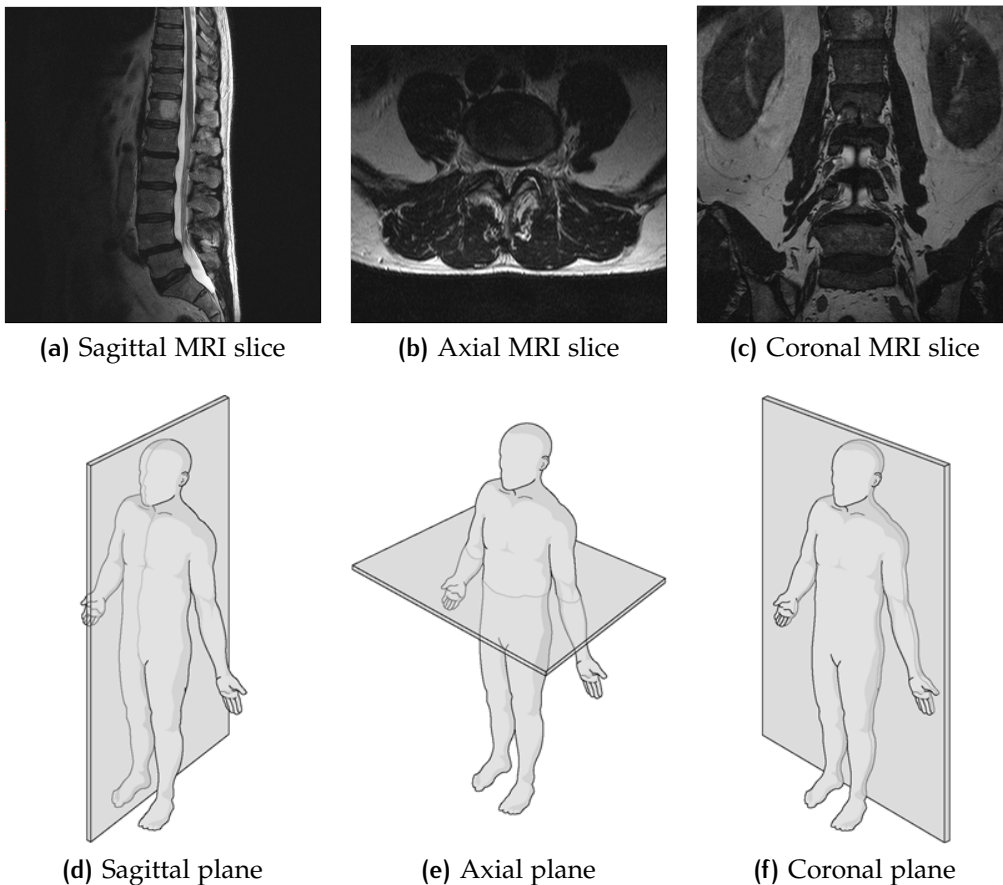 (a) Sagittal MRI slice
(b) Axial MRI slice
(c) Coronal MRI slice
(d) Sagittal plane
(e) Axial plane
(f) Coronal plane